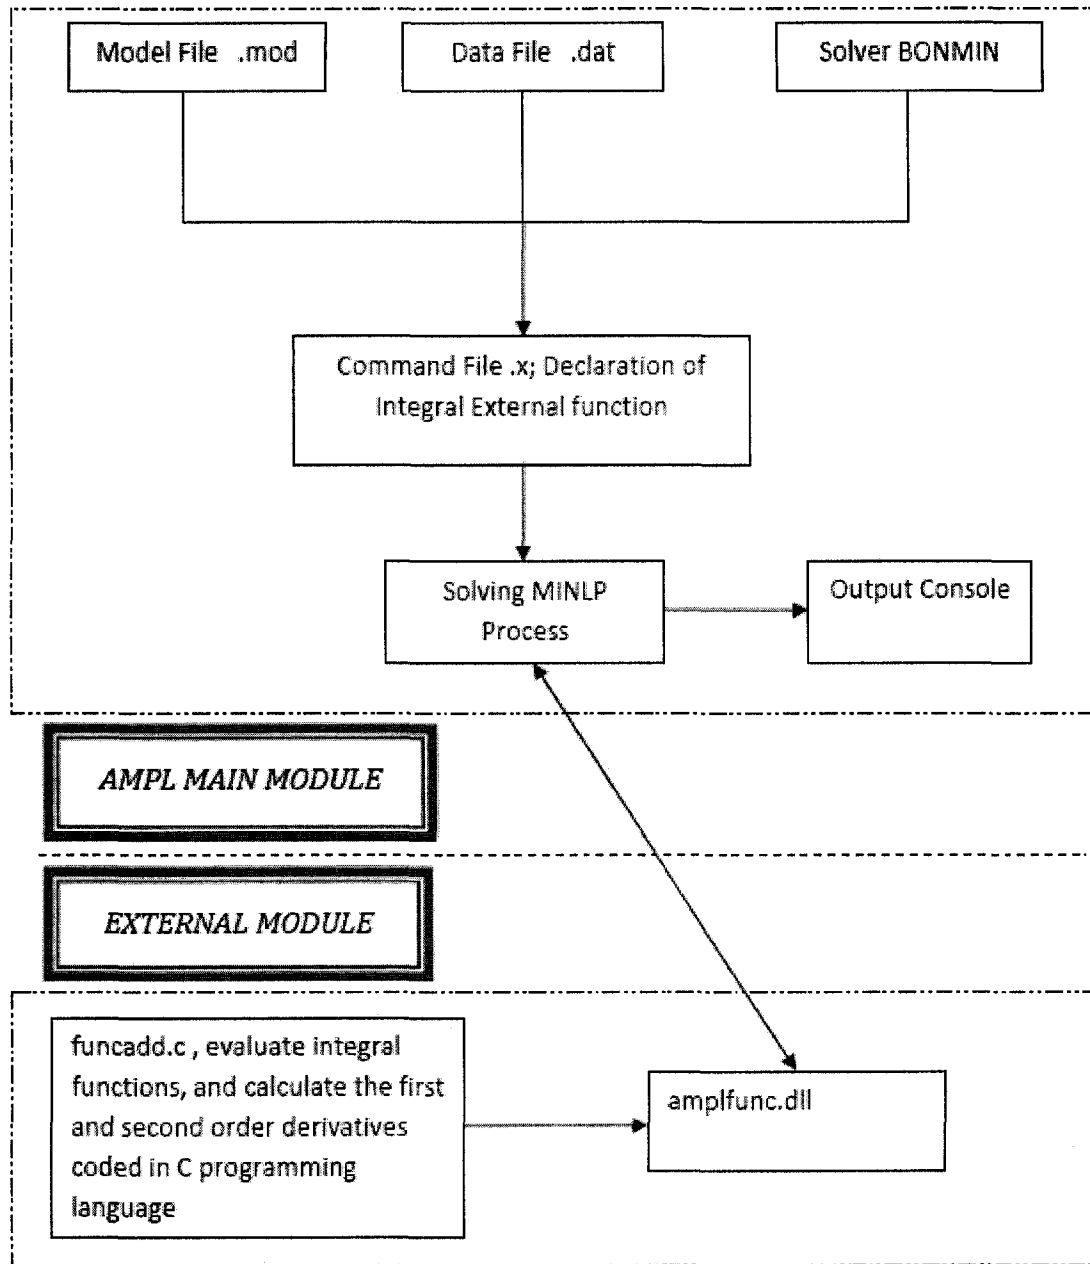 Model File .mod
Data File .dat
Solver BONMIN
Command File .x; Declaration of
Integral External function
Solving MINLP
Process
Output Console
AMPL MAIN MODULE
EXTERNAL MODULE
funcadd.c , evaluate integral
functions, and calculate the first
and second order derivatives
coded in C programming
language
amplfunc.dll